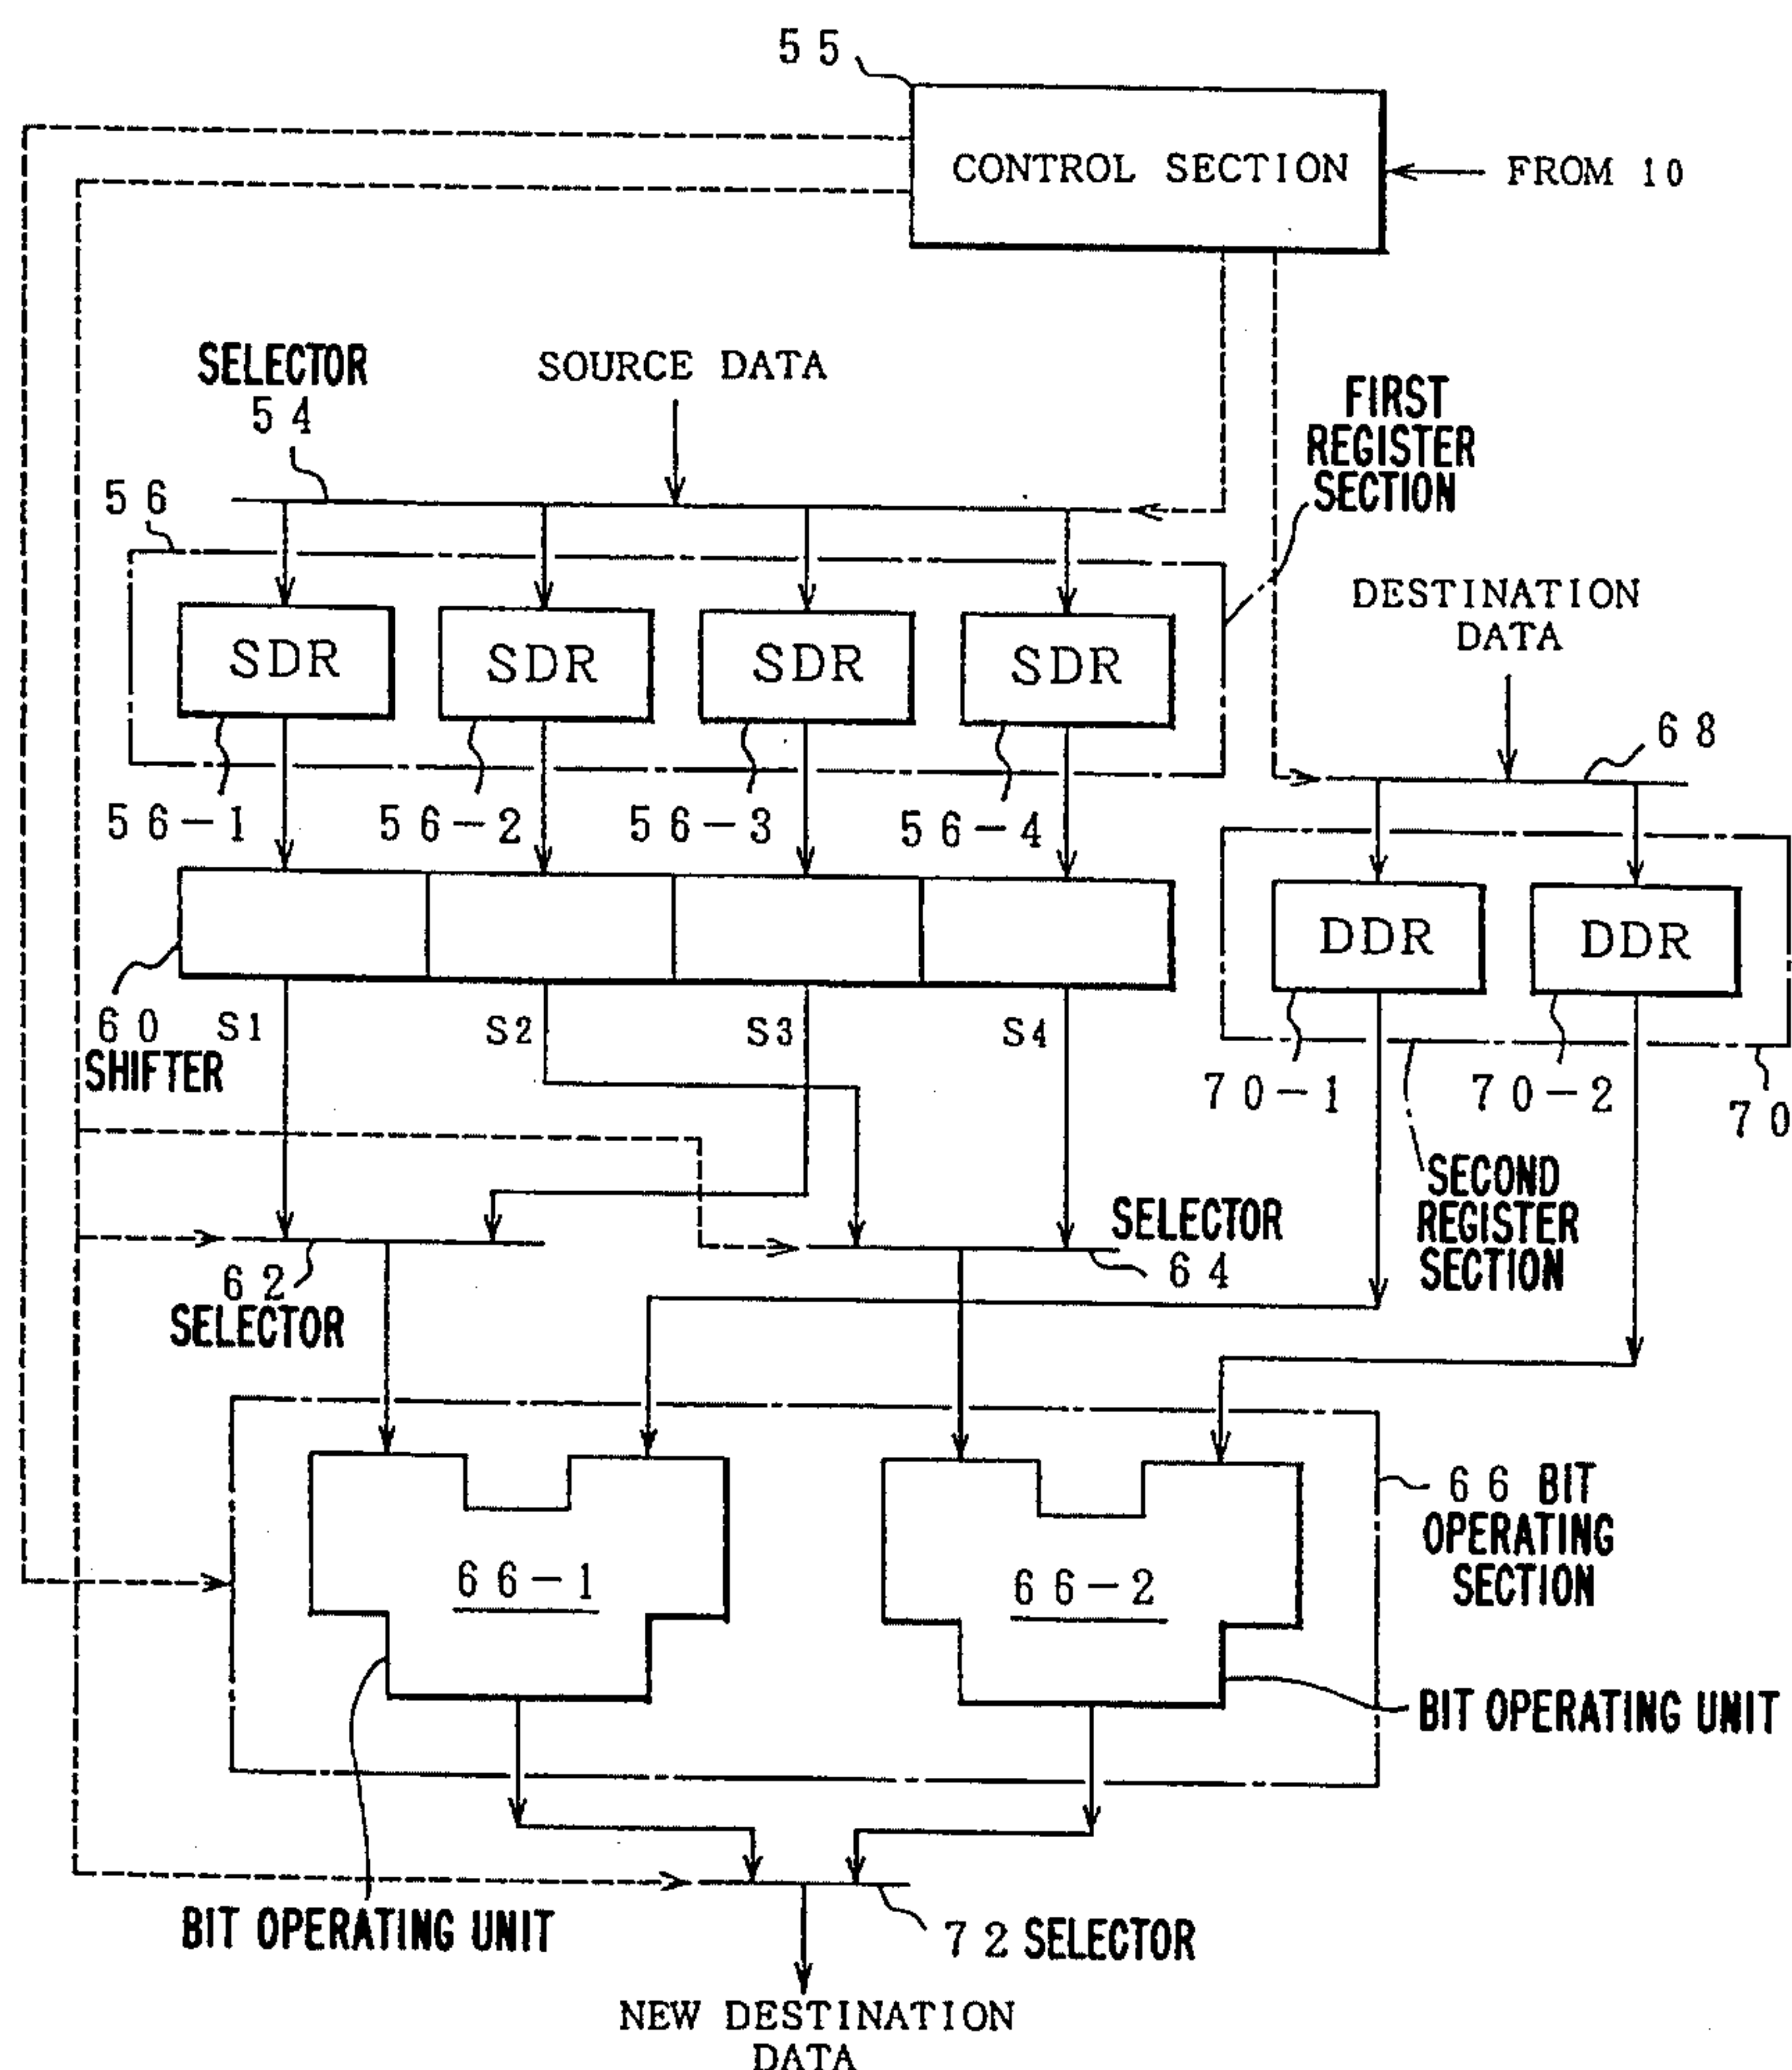 55
CONTROL SECTION
FROM 10
SELECTOR
54
SOURCE DATA
FIRST
REGISTER
SECTION
56
SDR
SDR
SDR
SDR
DESTINATION
DATA
68
56-1
56-2
56-3
56-4
DDR
DDR
60
SHIFTER
S1
S2
S3
S4
70-1
70-2
70
SECOND
REGISTER
SECTION
SELECTOR
64
62
SELECTOR
66 BIT
OPERATING
SECTION
66-1
66-2
BIT OPERATING UNIT
BIT OPERATING UNIT
72 SELECTOR
NEW DESTINATION
DATA